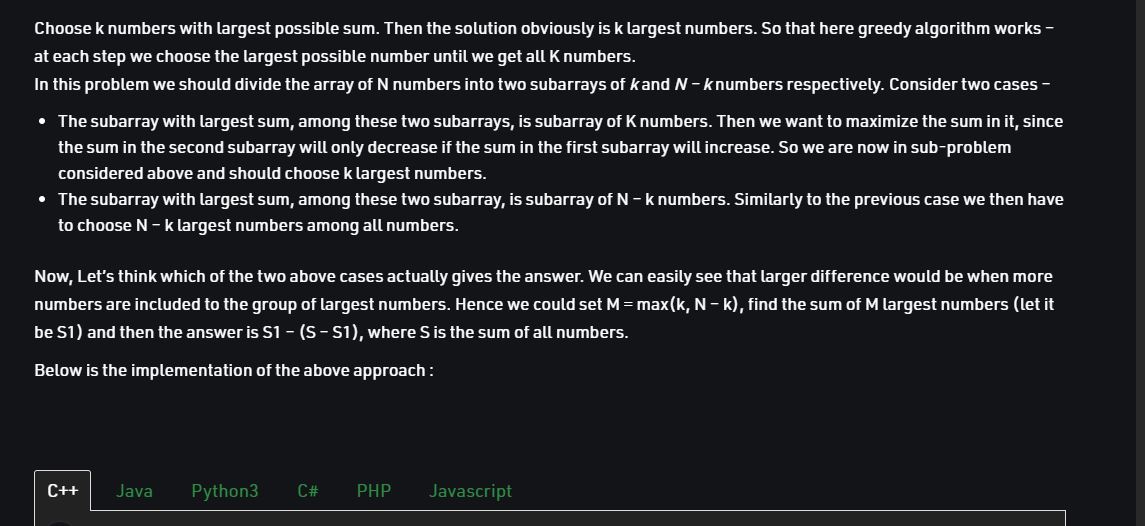 Choose k numbers with largest possible sum. Then the solution obviously is k largest numbers. So that here greedy algorithm works –
at each step we choose the largest possible number until we get all K numbers.
In this problem we should divide the array of N numbers into two subarrays of k and N – k numbers respectively. Consider two cases –
• The subarray with largest sum, among these two subarrays, is subarray of K numbers. Then we want to maximize the sum in it, since
the sum in the second subarray will only decrease if the sum in the first subarray will increase. So we are now in sub-problem
considered above and should choose k largest numbers.
• The subarray with largest sum, among these two subarray, is subarray of N – k numbers. Similarly to the previous case we then have
to choose N – k largest numbers among all numbers.
Now, Let's think which of the two above cases actually gives the answer. We can easily see that larger difference would be when more
numbers are included to the group of largest numbers. Hence we could set M = max(k, N – k), find the sum of M largest numbers (let it
be S1) and then the answer is S1 – (S – S1), where S is the sum of all numbers.
Below is the implementation of the above approach :
C++ Java Python3 C# PHP Javascript